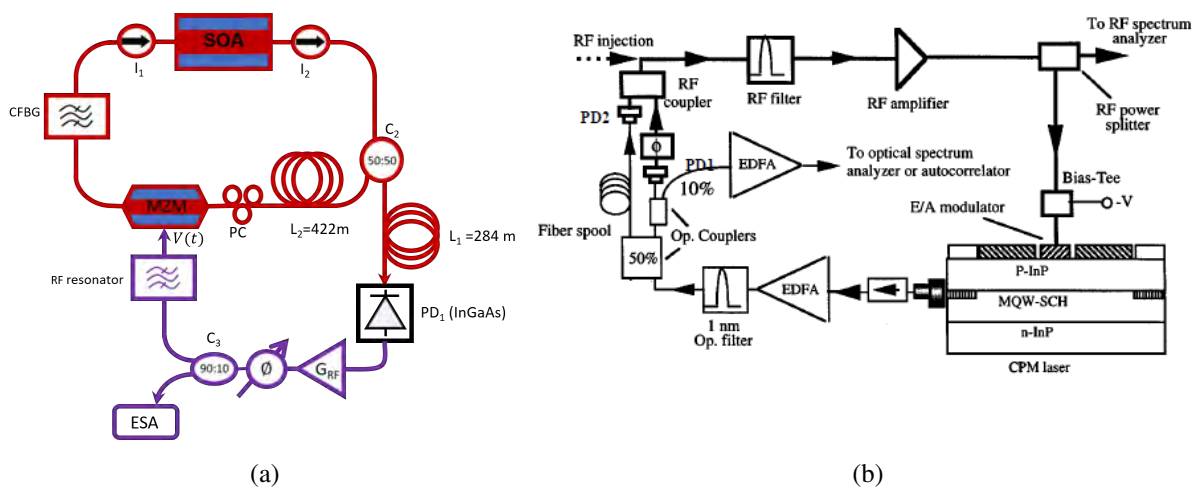 SOA
I1
I2
CFBG
C2
50:50
MZM
PC
L2=422m
L1 =284 m
V(t)
RF resonator
PD1 (InGaAs)
C3
90:10
Ø
GRF
ESA
(a)
RF injection
To RF spectrum
analyzer
RF
coupler
RF filter
RF amplifier
RF power
splitter
PD2
Φ
PD1
10%
EDFA
To optical spectrum
analyzer or autocorrelator
Bias-Tee
-V
E/A modulator
Fiber spool
Op. Couplers
50%
P-InP
EDFA
MQW-SCH
1 nm
Op. filter
n-InP
CPM laser
(b)